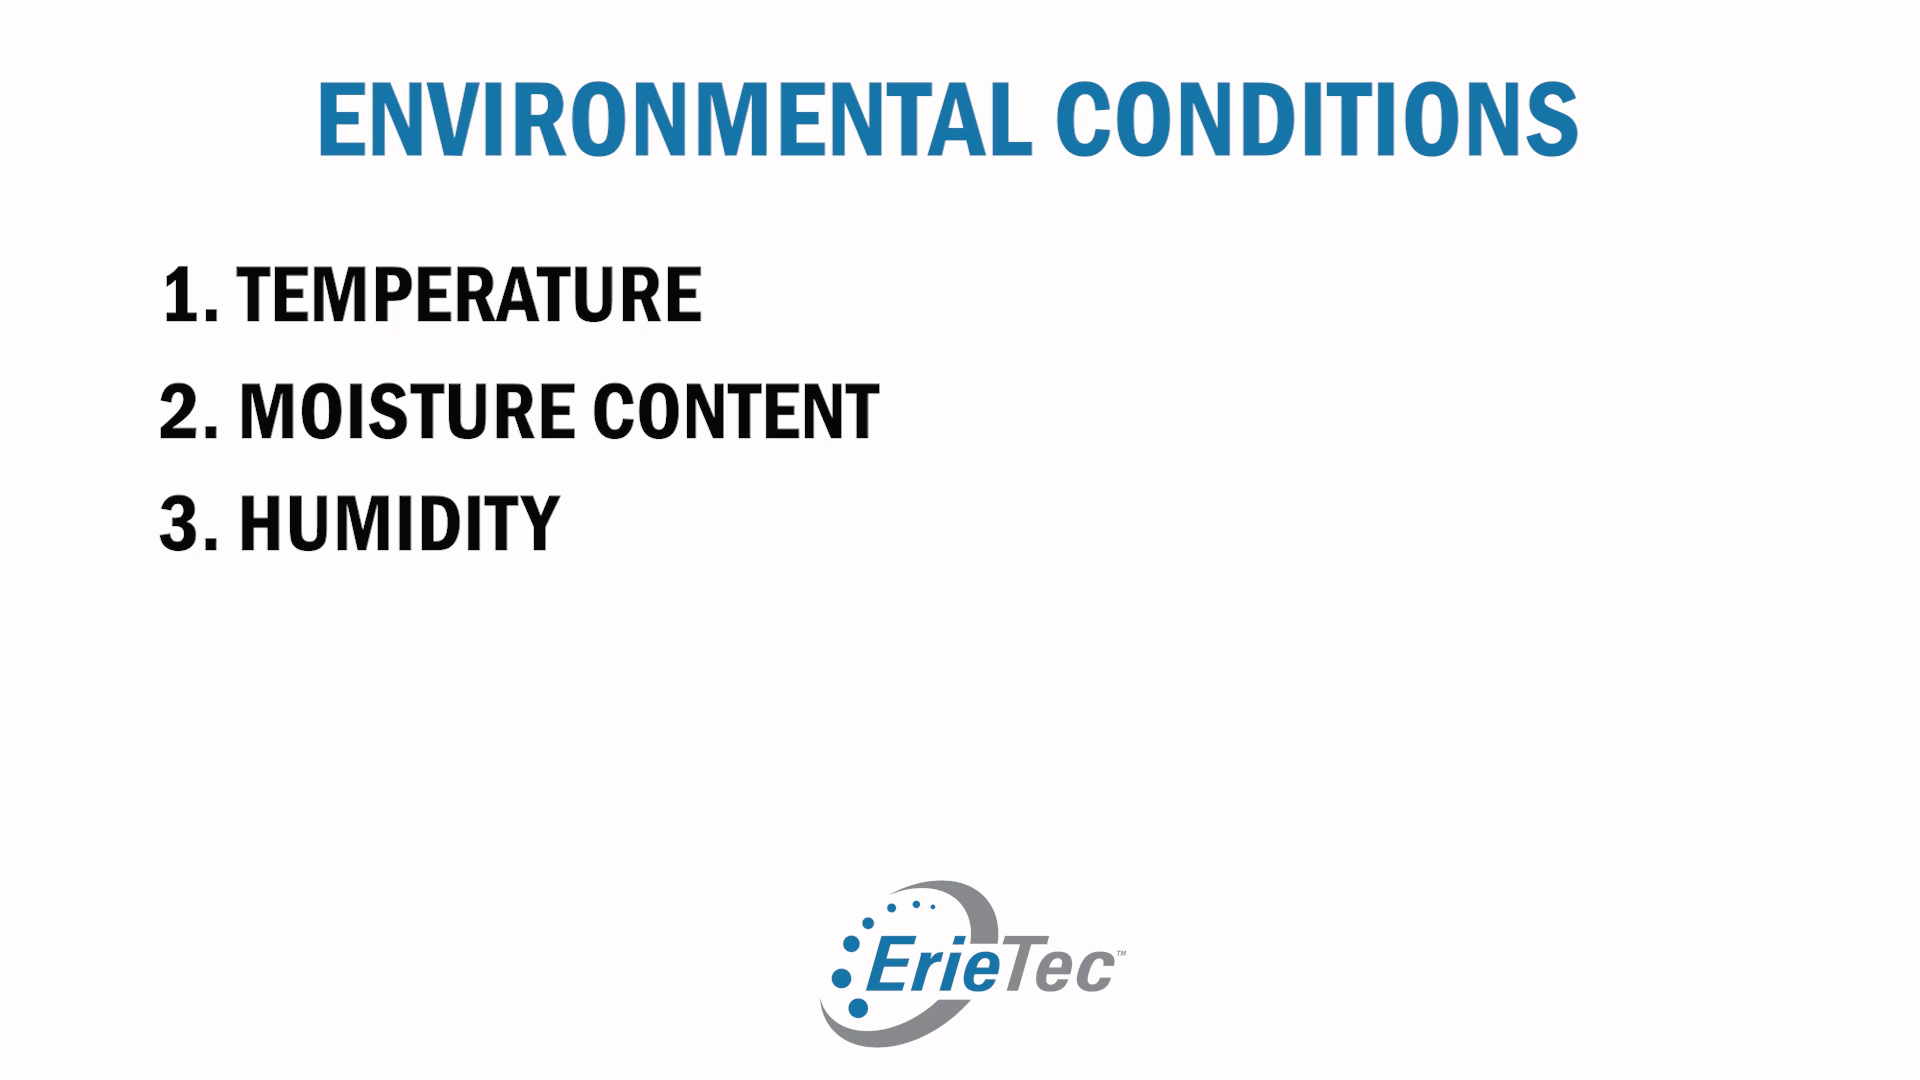 ENVIRONMENTAL CONDITIONS
1. TEMPERATURE
2. MOISTURE CONTENT
3. HUMIDITY
ErieTec™